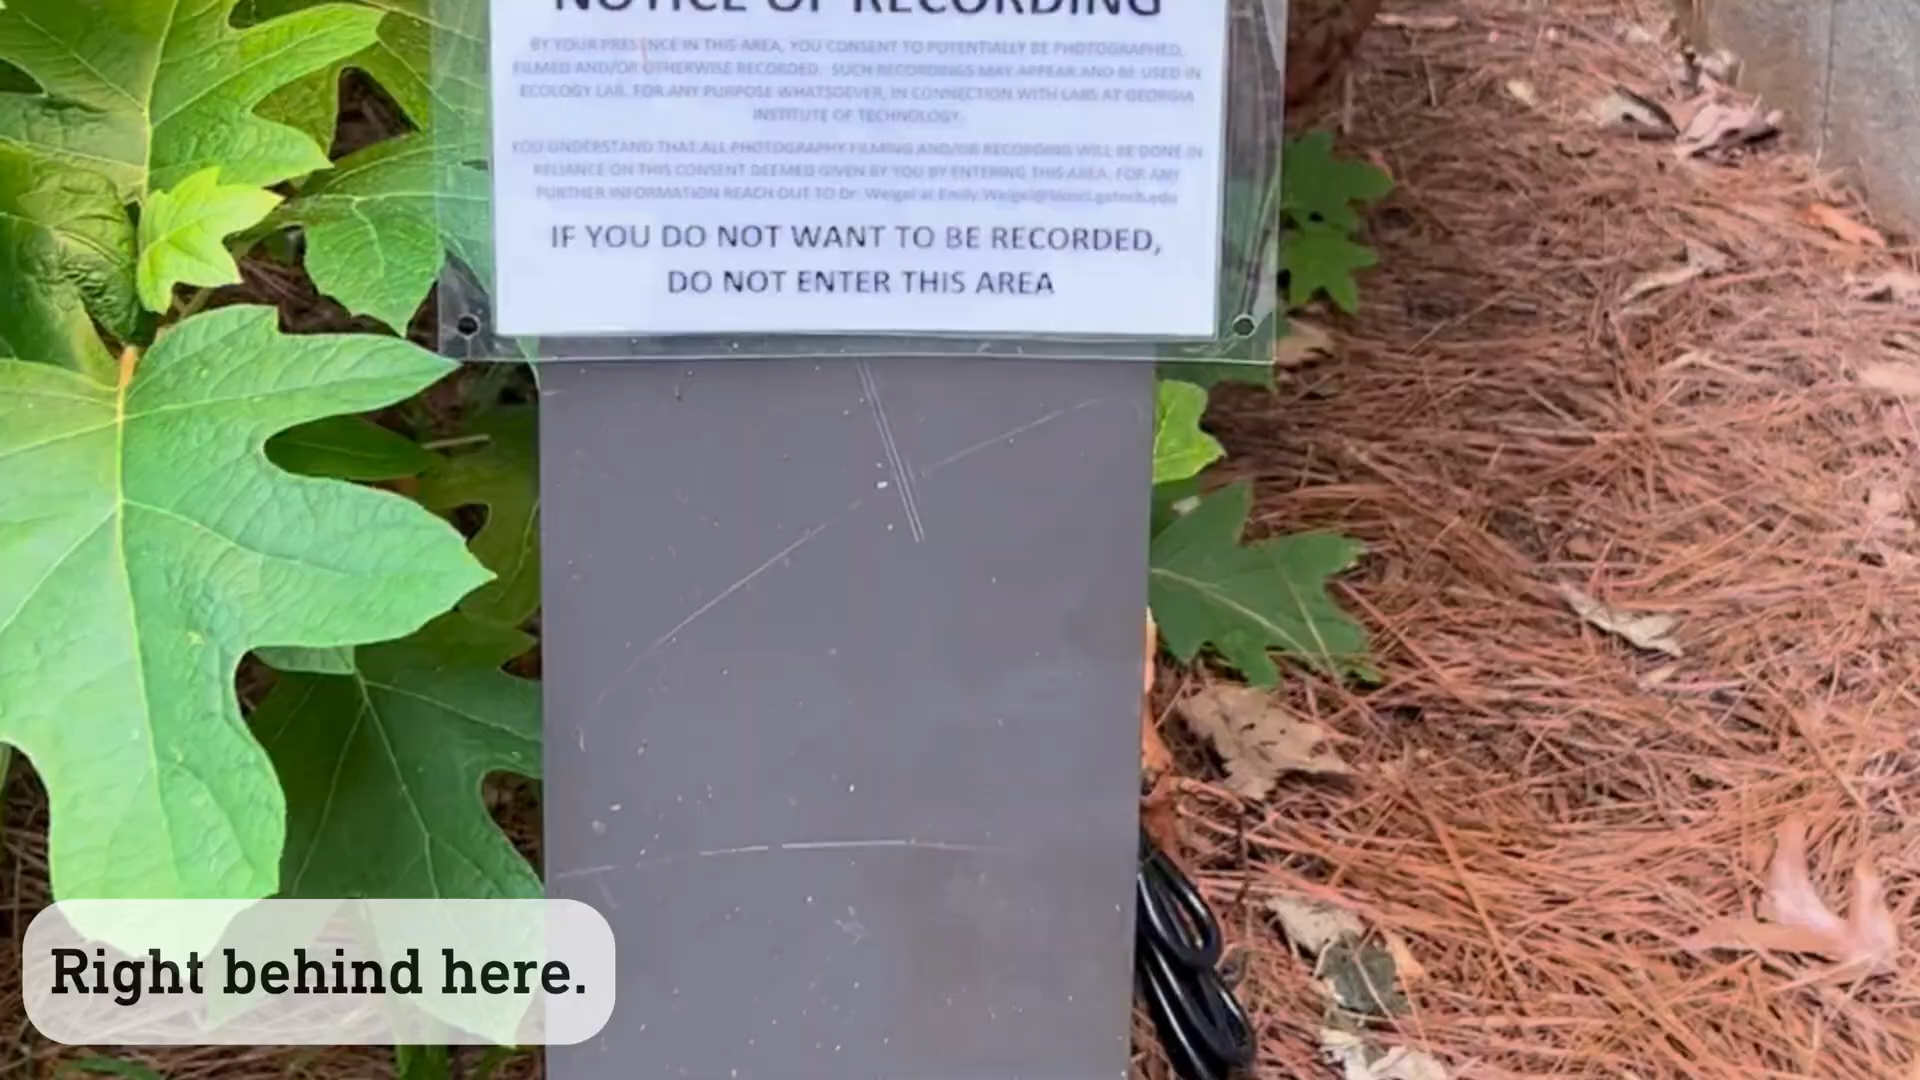 NOTICE OF RECORDING
BY YOUR PRESENCE IN THIS AREA, YOU CONSENT TO POTENTIALLY BE PHOTOGRAPHED,
FILMED AND/OR OTHERWISE RECORDED. SUCH RECORDINGS MAY APPEAR AND BE USED IN
ECOLOGY LAB, FOR ANY PURPOSE WHATSOEVER, IN CONNECTION WITH LABS AT GEORGIA
INSTITUTE OF TECHNOLOGY.
YOU UNDERSTAND THAT ALL PHOTOGRAPHY FILMING AND/OR RECORDING WILL BE DONE IN
RELIANCE ON THIS CONSENT DEEMED GIVEN BY YOU BY ENTERING THIS AREA. FOR ANY
FURTHER INFORMATION REACH OUT TO Dr. Weigel at
IF YOU DO NOT WANT TO BE RECORDED,
DO NOT ENTER THIS AREA
Right behind here.